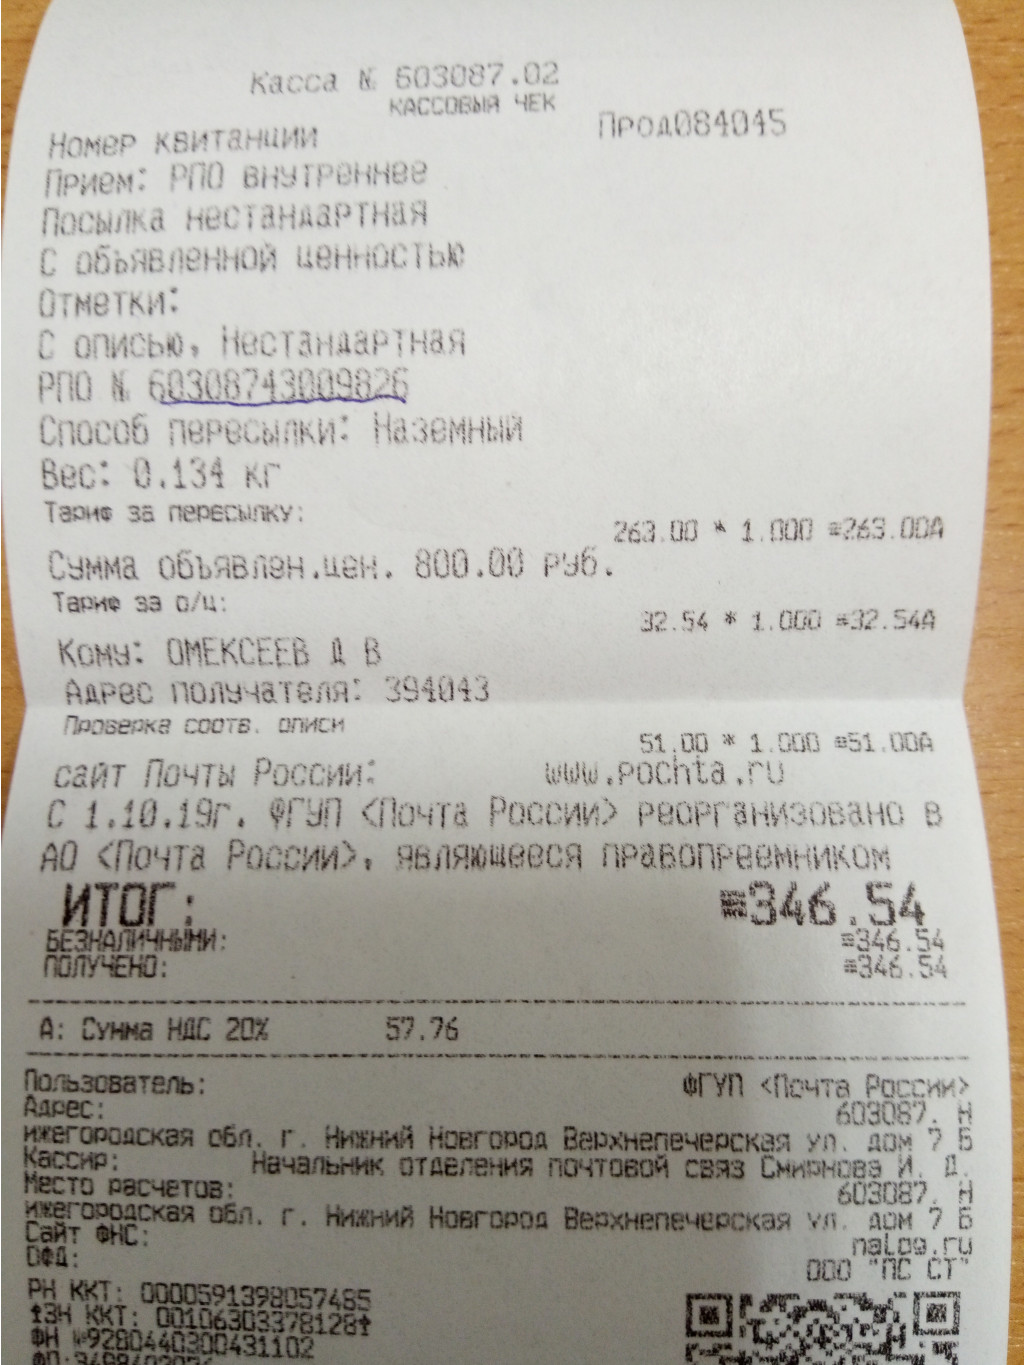 Касса № 603087.02
КАССОВЫЙ ЧЕК
Номер квитанции Прод084045
Прием: РПО внутреннее
Посылка нестандартная
С объявленной ценностью
Отметки:
С описью, Нестандартная
РПО № 60308743009826
Способ пересылки: Наземный
Вес: 0.134 кг
Тариф за пересылку:
263.00 * 1.000 ≡263.00А
Сумма объявлен.цен. 800.00 руб.
Тариф за о/ц:
32.54 * 1.000 ≡32.54А
Кому: ОМЕКСЕЕВ Д В
Адрес получателя: 394043
Проверка соотв. описи
51.00 * 1.000 ≡51.00А
сайт Почты России: www.pochta.ru
С 1.10.19г. ФГУП <Почта России> реорганизовано в
АО <Почта России>, являющееся правопреемником
ИТОГ: ≡346.54
БЕЗНАЛИЧНЫМИ: ≡346.54
ПОЛУЧЕНО: ≡346.54
А: Сумма НДС 20% 57.76
Пользователь: ФГУП <Почта России>
Адрес: 603087, Н
ижегородская обл, г. Нижний Новгород Верхнепечерская ул. дом 7 Б
Кассир: Начальник отделения почтовой связ Смирнова И. Д.
Место расчетов: 603087, Н
ижегородская обл, г. Нижний Новгород Верхнепечерская ул. дом 7 Б
Сайт ФНС: nalog.ru
ОФД: ООО "ПС СТ"
РН ККТ: 0000591398057485
ЗН ККТ: 00106303378128
ФН №9280440300431102